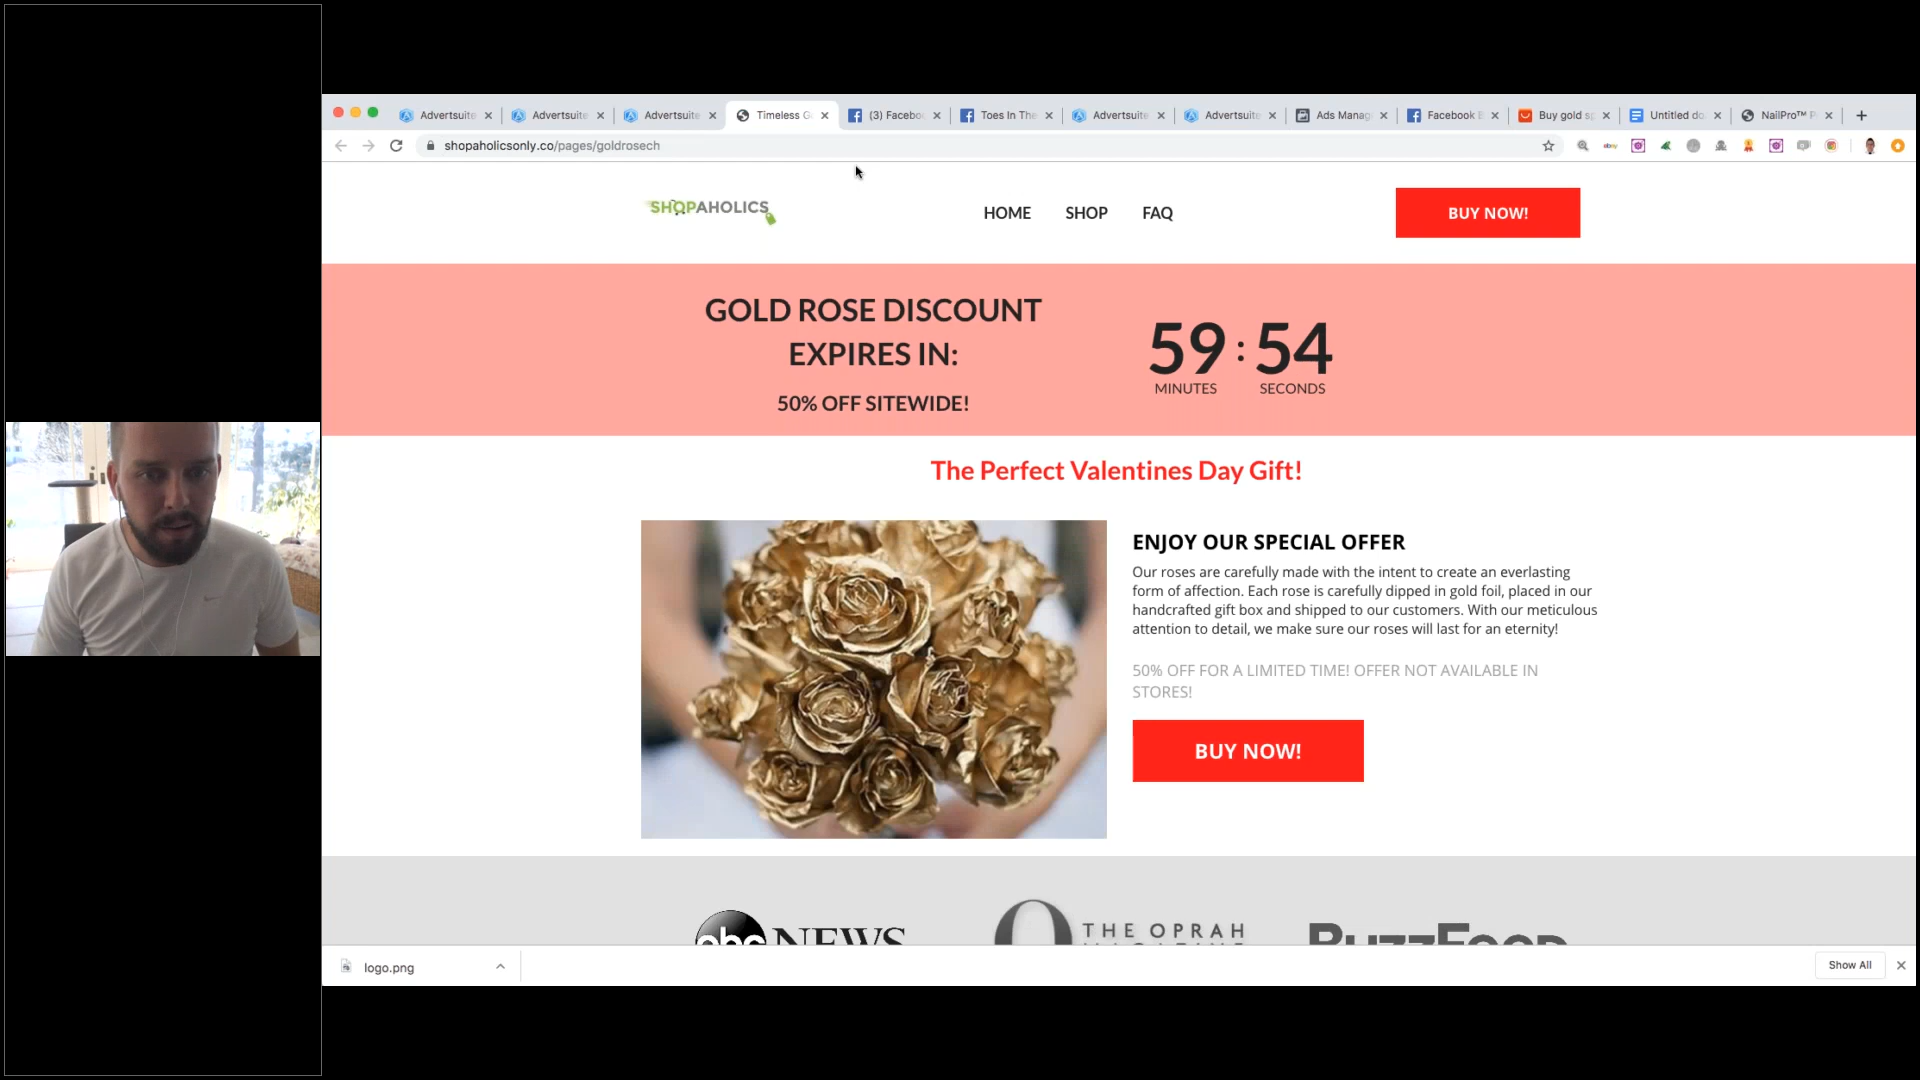 Advertsuite
Advertsuite
Advertsuite
Timeless G
(3) Facebo
Toes In The
Advertsuite
Advertsuite
Ads Manag
Facebook
Buy gold
Untitled do
NailPro™
shopaholicsonly.co/pages/goldrosech
ebay
SHOPAHOLICS
HOME
SHOP
FAQ
BUY NOW!
GOLD ROSE DISCOUNT
EXPIRES IN:
50% OFF SITEWIDE!
59 : 54
MINUTES
SECONDS
The Perfect Valentines Day Gift!
ENJOY OUR SPECIAL OFFER
Our roses are carefully made with the intent to create an everlasting
form of affection. Each rose is carefully dipped in gold foil, placed in our
handcrafted gift box and shipped to our customers. With our meticulous
attention to detail, we make sure our roses will last for an eternity!
50% OFF FOR A LIMITED TIME! OFFER NOT AVAILABLE IN
STORES!
BUY NOW!
abc NEWS
THE OPRAH
MAGAZINE
BuzzFeed
logo.png
Show All